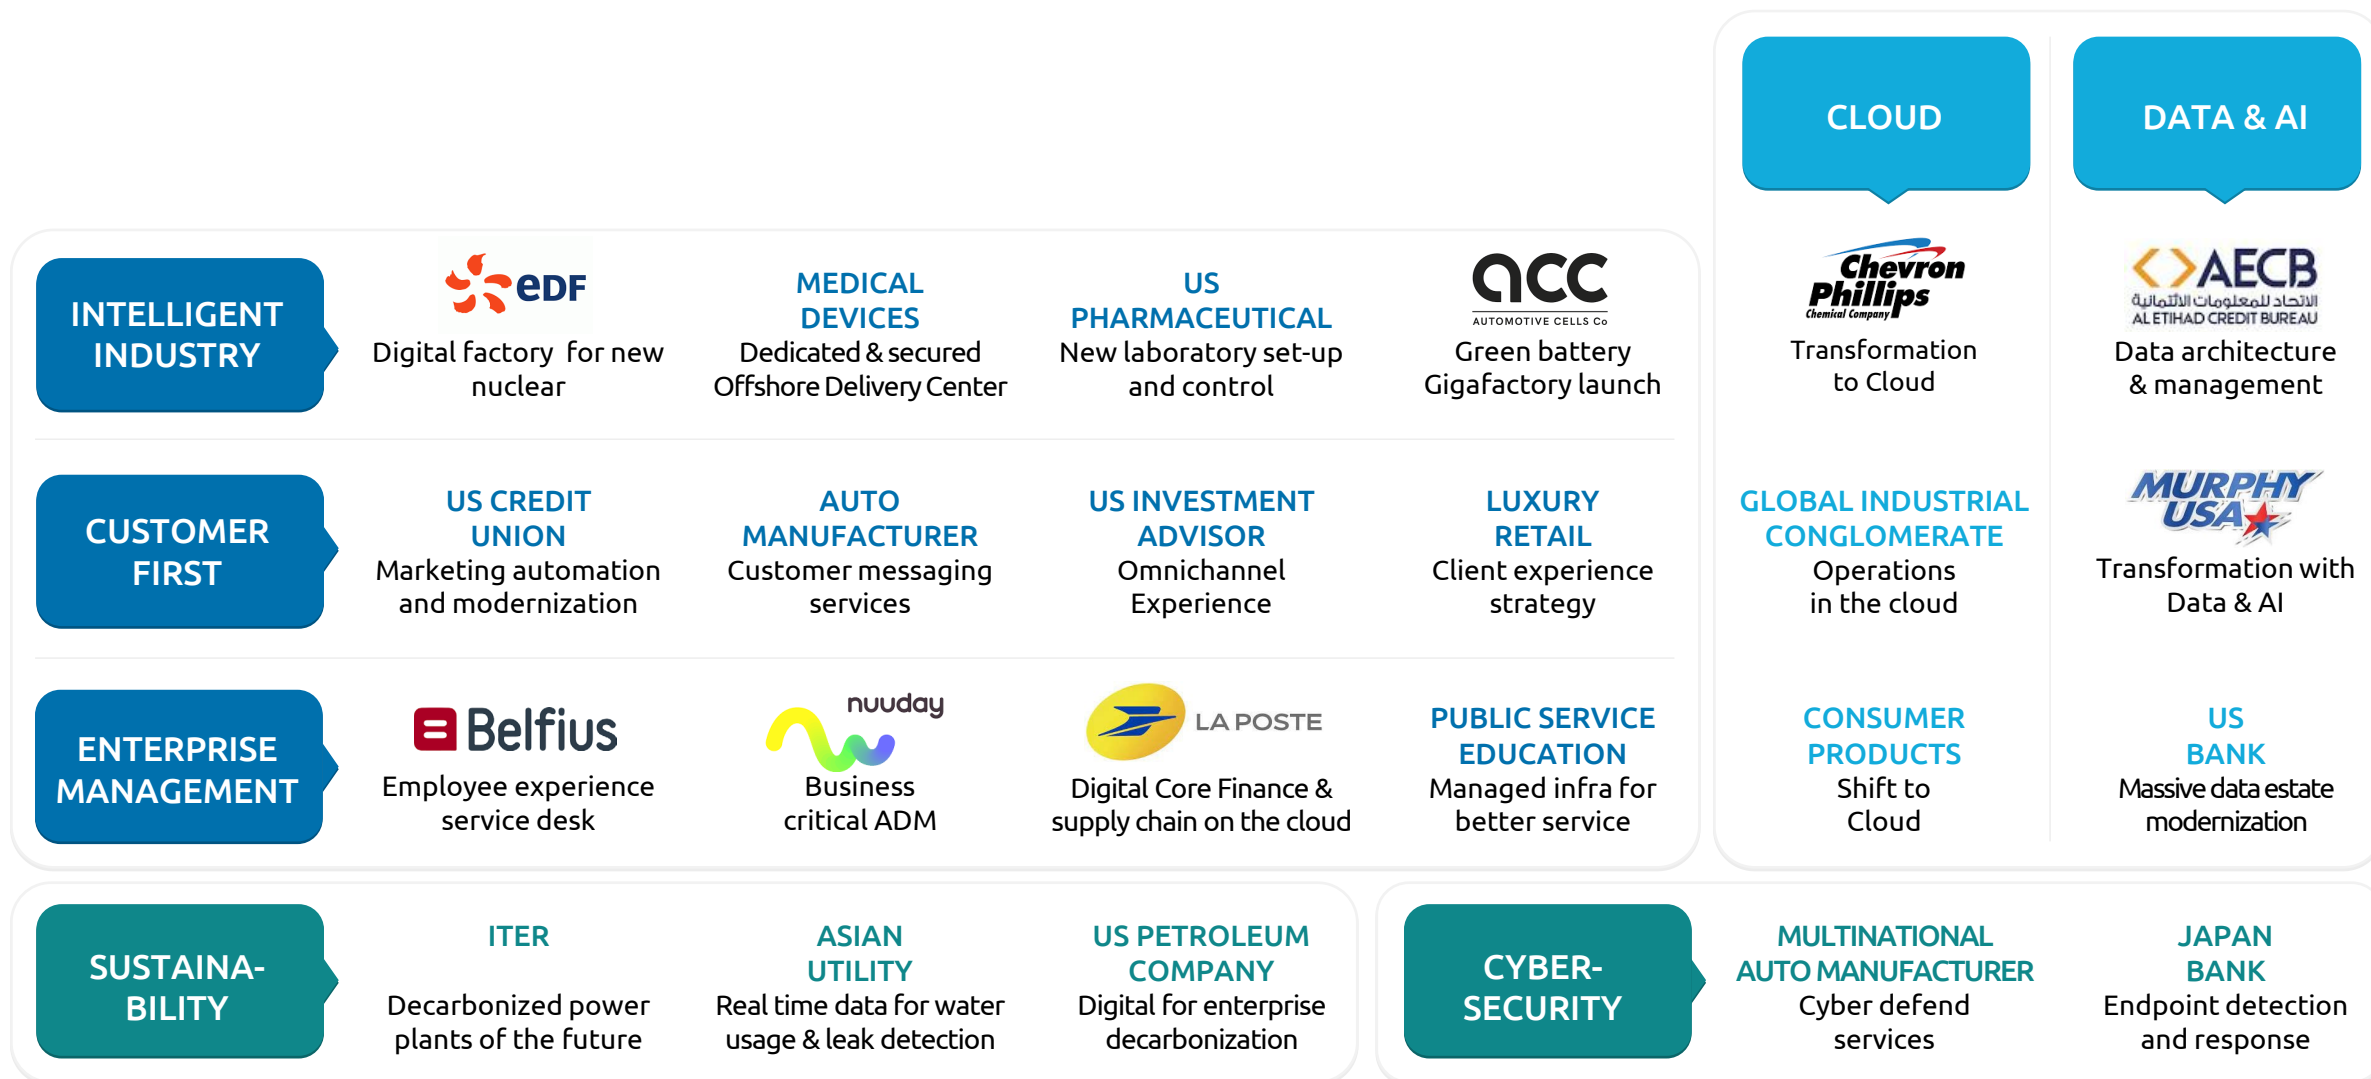 CLOUD
DATA & AI
INTELLIGENT
INDUSTRY
eDF
Digital factory for new
nuclear
MEDICAL
DEVICES
Dedicated & secured
Offshore Delivery Center
US
PHARMACEUTICAL
New laboratory set-up
and control
acc
AUTOMOTIVE CELLS Co
Green battery
Gigafactory launch
Chevron
Phillips
Chemical Company
Transformation
to Cloud
AECB
الاتحاد للمعلومات الائتمانية
AL ETIHAD CREDIT BUREAU
Data architecture
& management
CUSTOMER
FIRST
US CREDIT
UNION
Marketing automation
and modernization
AUTO
MANUFACTURER
Customer messaging
services
US INVESTMENT
ADVISOR
Omnichannel
Experience
LUXURY
RETAIL
Client experience
strategy
GLOBAL INDUSTRIAL
CONGLOMERATE
Operations
in the cloud
MURPHY
USA
Transformation with
Data & AI
ENTERPRISE
MANAGEMENT
Belfius
Employee experience
service desk
nuuday
Business
critical ADM
LA POSTE
Digital Core Finance &
supply chain on the cloud
PUBLIC SERVICE
EDUCATION
Managed infra for
better service
CONSUMER
PRODUCTS
Shift to
Cloud
US
BANK
Massive data estate
modernization
SUSTAINA-
BILITY
ITER
Decarbonized power
plants of the future
ASIAN
UTILITY
Real time data for water
usage & leak detection
US PETROLEUM
COMPANY
Digital for enterprise
decarbonization
CYBER-
SECURITY
MULTINATIONAL
AUTO MANUFACTURER
Cyber defend
services
JAPAN
BANK
Endpoint detection
and response